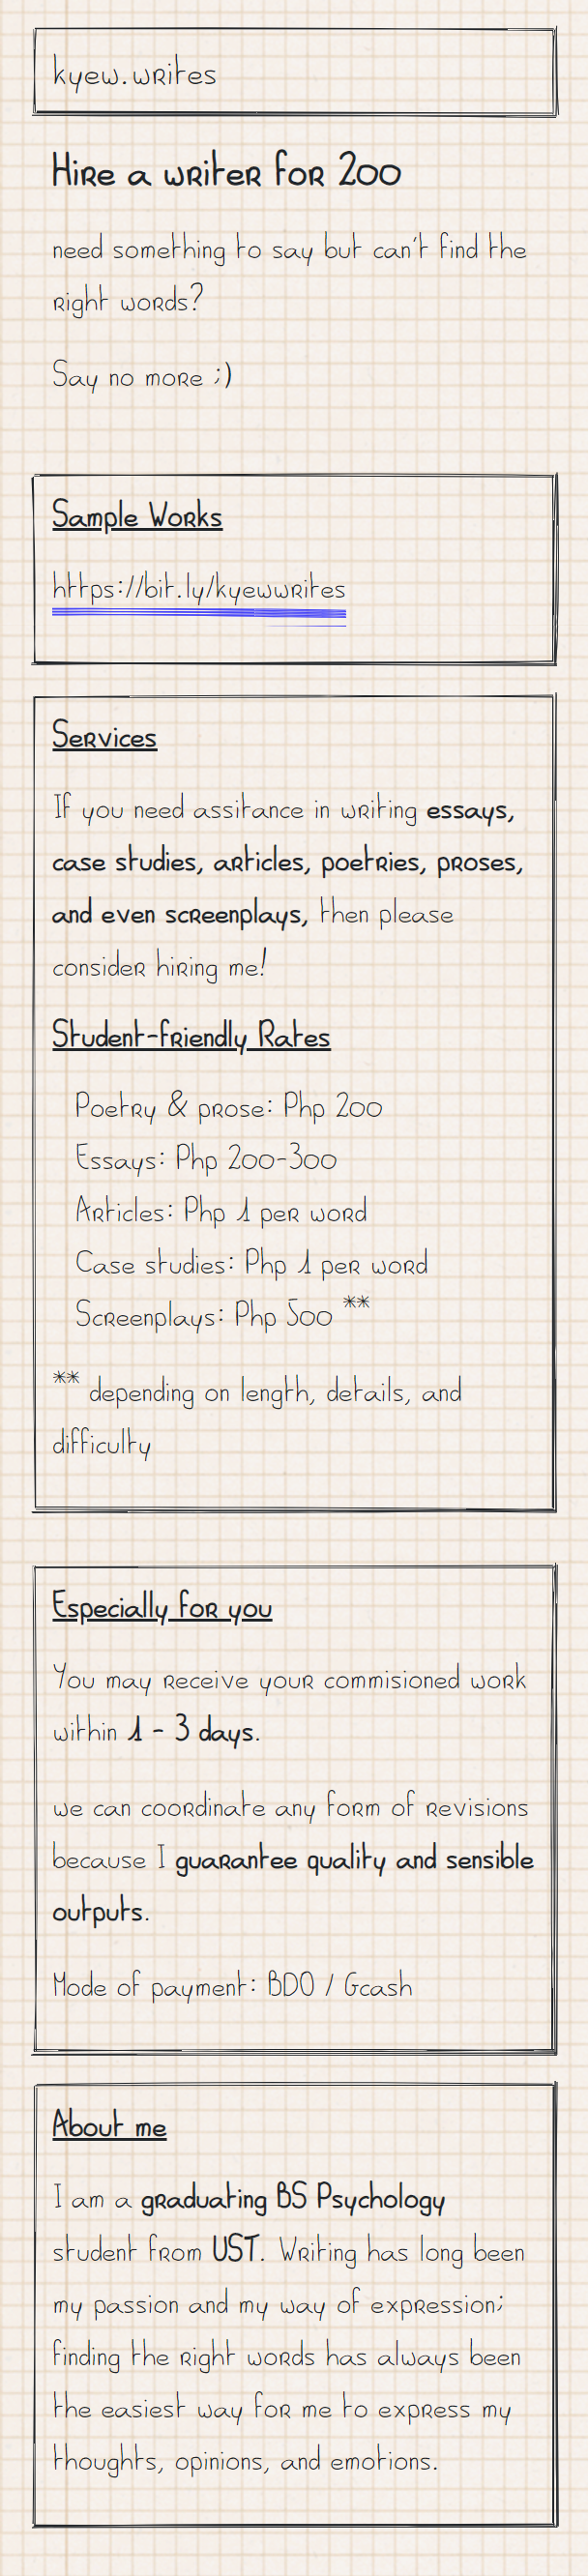 kyew.writes
Hire a writer for 200
need something to say but can't find the
right words?
Say no more ;)
Sample Works
https://bit.ly/kyewwrites
Services
If you need assitance in writing essays,
case studies, articles, poetries, proses,
and even screenplays, then please
consider hiring me!
Student-friendly Rates
Poetry & prose: Php 200
Essays: Php 200-300
Articles: Php 1 per word
Case studies: Php 1 per word
Screenplays: Php 500 **
** depending on length, details, and
difficulty
Especially for you
You may receive your commisioned work
within 1 - 3 days.
we can coordinate any form of revisions
because I guarantee quality and sensible
outputs.
Mode of payment: BDO / Gcash
About me
I am a graduating BS Psychology
student from UST. Writing has long been
my passion and my way of expression;
finding the right words has always been
the easiest way for me to express my
thoughts, opinions, and emotions.